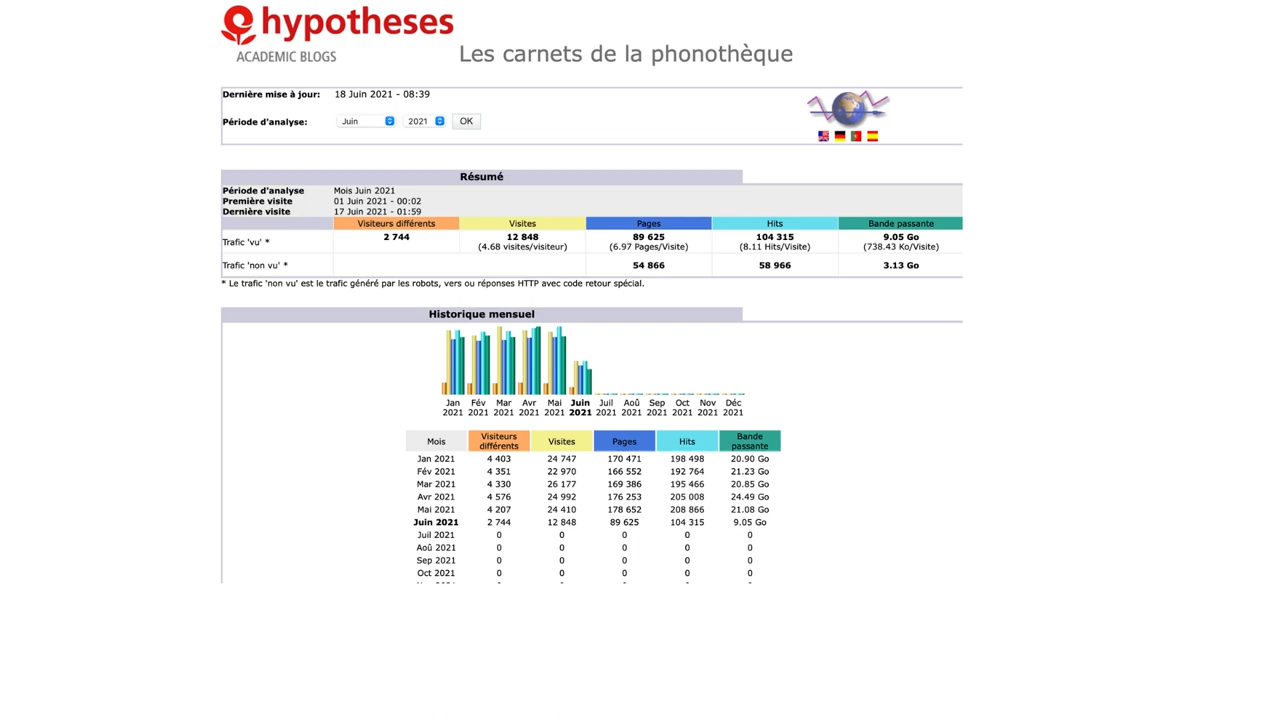 hypotheses
ACADEMIC BLOGS
Les carnets de la phonothèque
Dernière mise à jour: 18 Juin 2021 - 08:39
Période d'analyse: Juin 2021 OK
Résumé
Période d'analyse Mois Juin 2021
Première visite 01 Juin 2021 - 00:02
Dernière visite 17 Juin 2021 - 01:59
Visiteurs différents Visites Pages Hits Bande passante
Trafic 'vu' * 2 744 12 848 89 625 104 315 9.05 Go
(4.68 visites/visiteur) (6.97 Pages/Visite) (8.11 Hits/Visite) (738.43 Ko/Visite)
Trafic 'non vu' * 54 866 58 966 3.13 Go
* Le trafic 'non vu' est le trafic généré par les robots, vers ou réponses HTTP avec code retour spécial.
Historique mensuel
Jan Fév Mar Avr Mai Juin Juil Aoû Sep Oct Nov Déc
2021 2021 2021 2021 2021 2021 2021 2021 2021 2021 2021 2021
Mois Visiteurs différents Visites Pages Hits Bande passante
Jan 2021 4 403 24 747 170 471 198 498 20.90 Go
Fév 2021 4 351 22 970 166 552 192 764 21.23 Go
Mar 2021 4 330 26 177 169 386 195 466 20.85 Go
Avr 2021 4 576 24 992 176 253 205 008 24.49 Go
Mai 2021 4 207 24 410 178 652 208 866 21.08 Go
Juin 2021 2 744 12 848 89 625 104 315 9.05 Go
Juil 2021 0 0 0 0 0
Aoû 2021 0 0 0 0 0
Sep 2021 0 0 0 0 0
Oct 2021 0 0 0 0 0